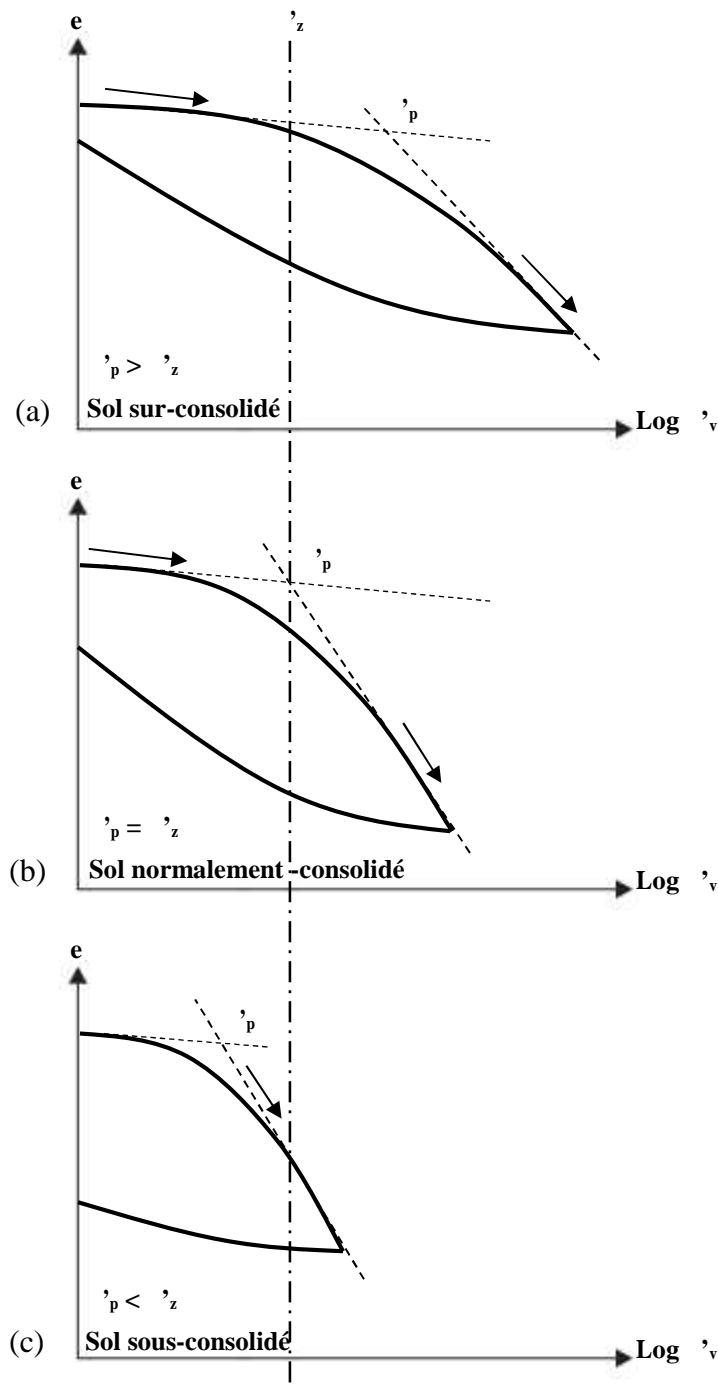 e
’z
’p
’p > ’z
(a)
Sol sur-consolidé
Log ’v
e
’p
’p = ’z
(b)
Sol normalement -consolidé
Log ’v
e
’p
’p < ’z
(c)
Sol sous-consolidé
Log ’v